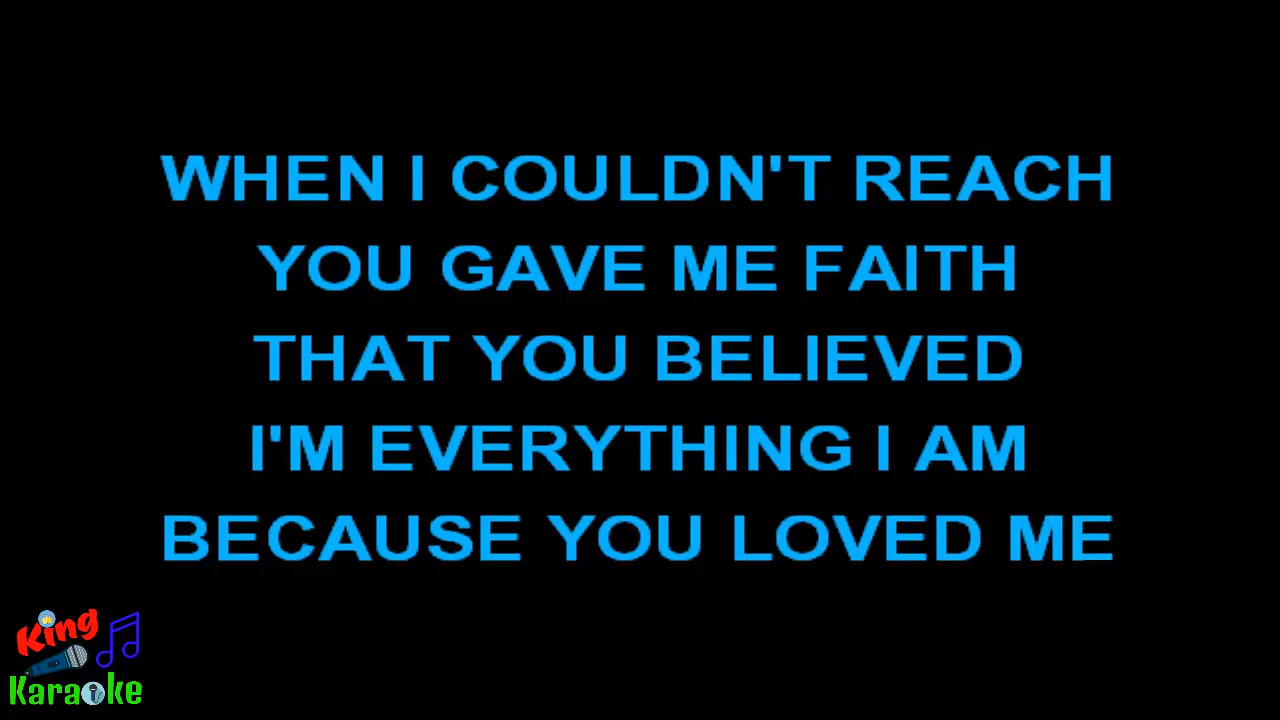 WHEN I COULDN'T REACH
YOU GAVE ME FAITH
THAT YOU BELIEVED
I'M EVERYTHING I AM
BECAUSE YOU LOVED ME
King
Karaoke